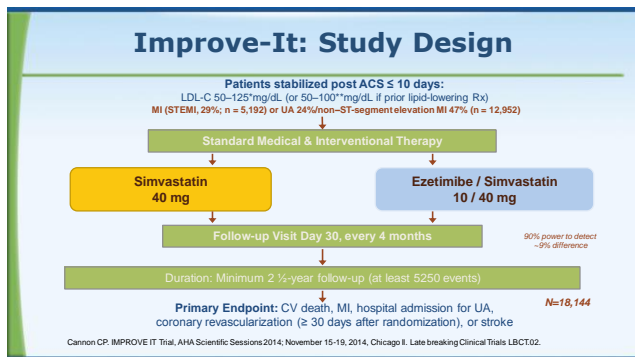 Improve-It: Study Design
Patients stabilized post ACS ≤ 10 days:
LDL-C 50–125*mg/dL (or 50–100**mg/dL if prior lipid-lowering Rx)
MI (STEMI, 29%; n = 5,192) or UA 24%/non–ST-segment elevation MI 47% (n = 12,952)
Standard Medical & Interventional Therapy
Simvastatin
40 mg
Ezetimibe / Simvastatin
10 / 40 mg
Follow-up Visit Day 30, every 4 months
90% power to detect
~9% difference
Duration: Minimum 2 ½-year follow-up (at least 5250 events)
N=18,144
Primary Endpoint: CV death, MI, hospital admission for UA,
coronary revascularization (≥ 30 days after randomization), or stroke
Cannon CP. IMPROVE IT Trial, AHA Scientific Sessions 2014; November 15-19, 2014, Chicago Il. Late breaking Clinical Trials LBCT.02.